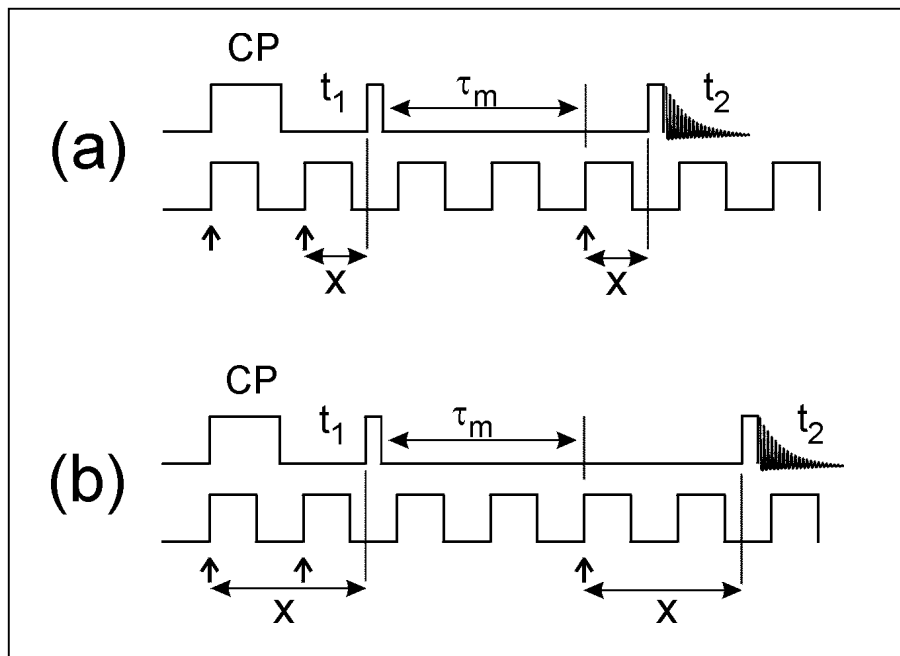 CP
t₁ τₘ t₂
(a)
x x
CP
t₁ τₘ t₂
(b)
x x